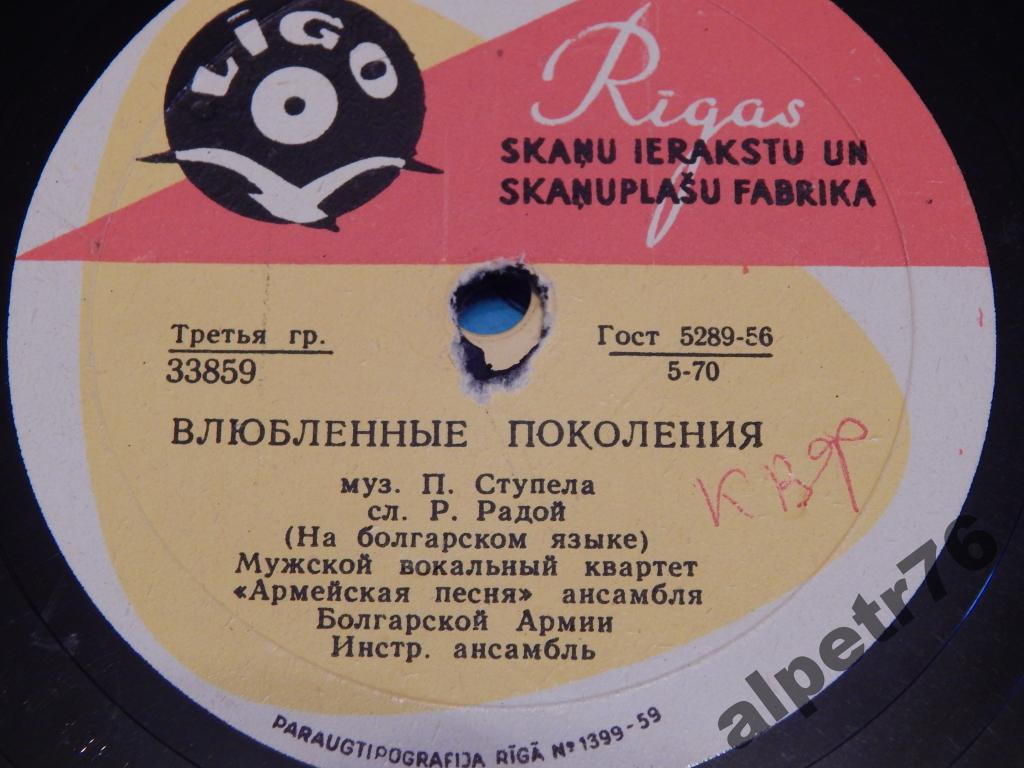 LĪGO
Rīgas
SKAŅU IERAKSTU UN
SKAŅUPLAŠU FABRIKA
Третья гр.
33859
Гост 5289-56
5-70
ВЛЮБЛЕННЫЕ ПОКОЛЕНИЯ
муз. П. Ступела
сл. Р. Радой
(На болгарском языке)
Мужской вокальный квартет
«Армейская песня» ансамбля
Болгарской Армии
Инстр. ансамбль
PARAUGTIPOGRAFIJA RĪGĀ Nº 1399-59
alpetr76